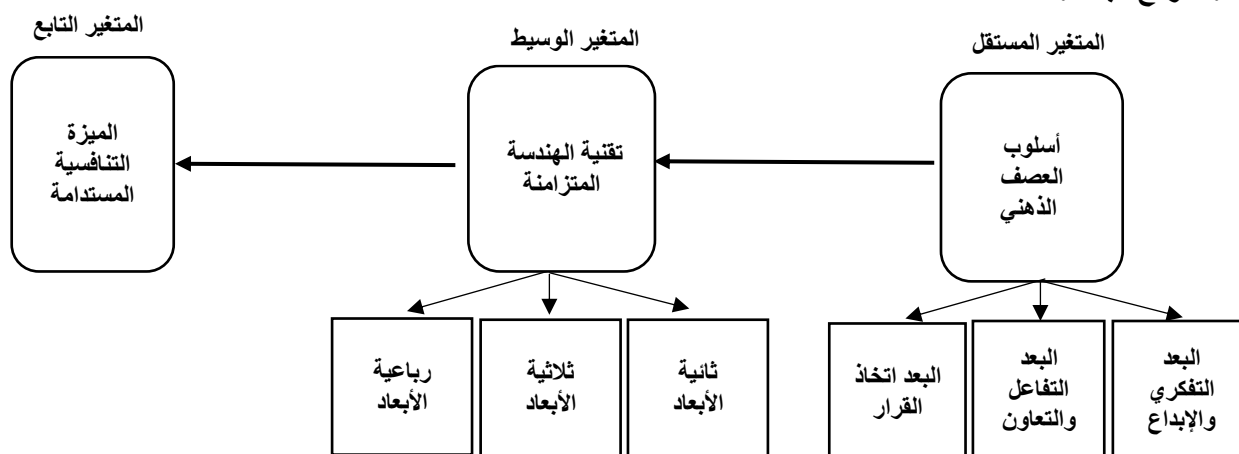 المتغير المستقل
المتغير الوسيط
المتغير التابع
أسلوب
العصف
الذهني
تقنية الهندسة
المتزامنة
الميزة
التنافسية
المستدامة
البعد
التفكري
والإبداع
البعد
التفاعل
والتعاون
البعد اتخاذ
القرار
ثانية
الأبعاد
ثلاثية
الأبعاد
رباعية
الأبعاد